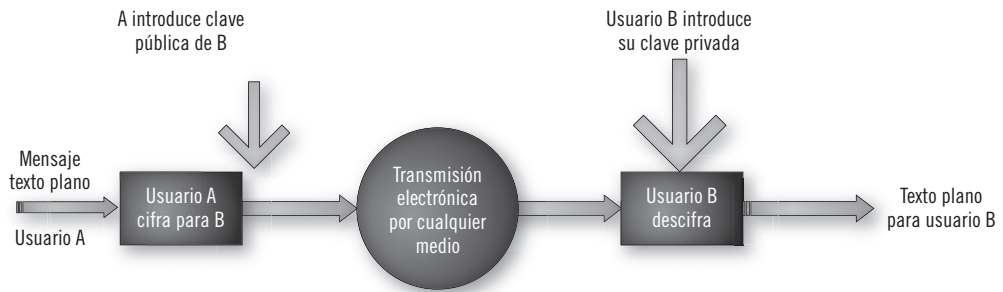 A introduce clave
pública de B
Usuario B introduce
su clave privada
Mensaje
texto plano
Usuario A
Usuario A
cifra para B
Transmisión
electrónica
por cualquier
medio
Usuario B
descifra
Texto plano
para usuario B